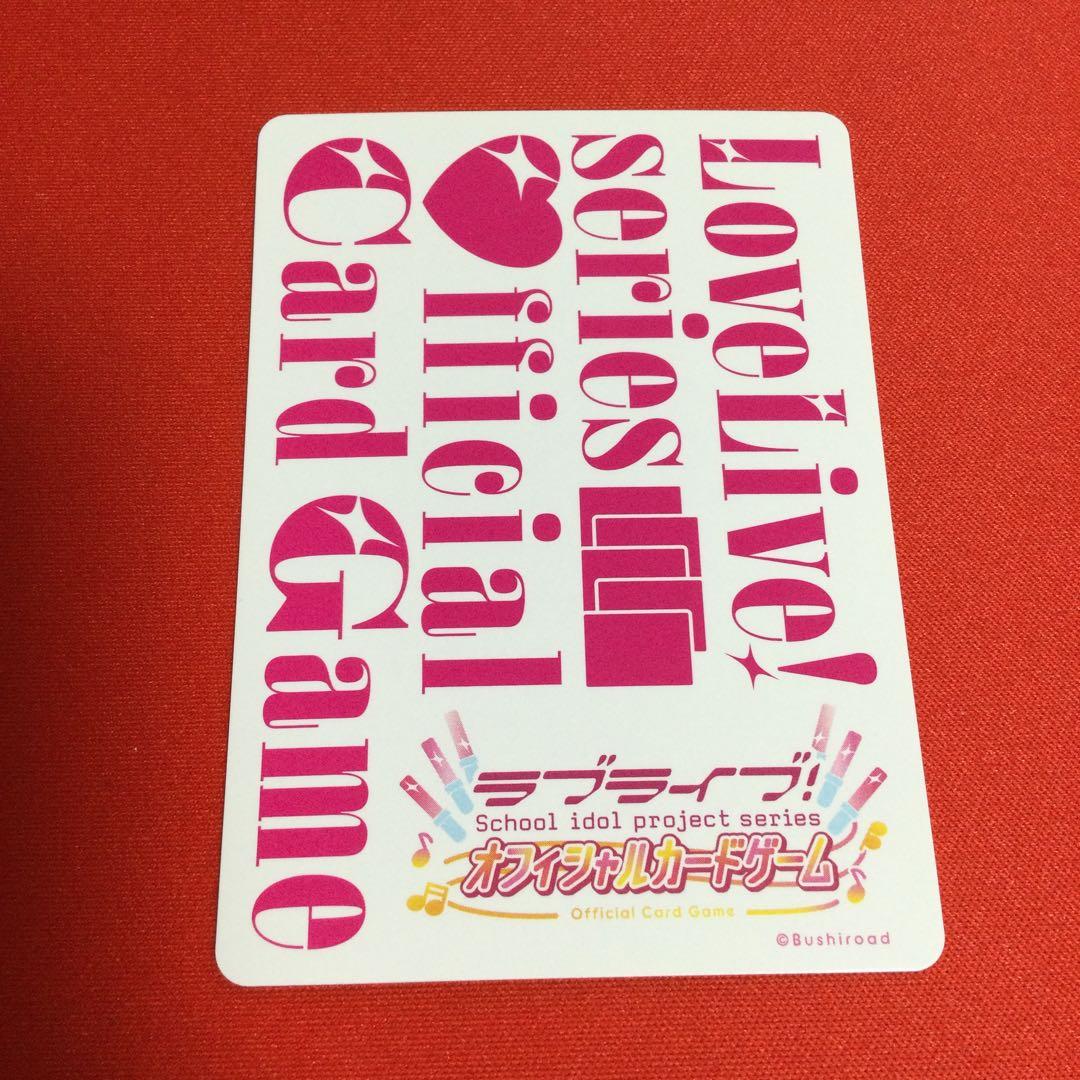 LoveLive!
series
♥fficial
Card Game
ラブライブ!
School idol project series
オフィシャルカードゲーム
Official Card Game
©Bushiroad